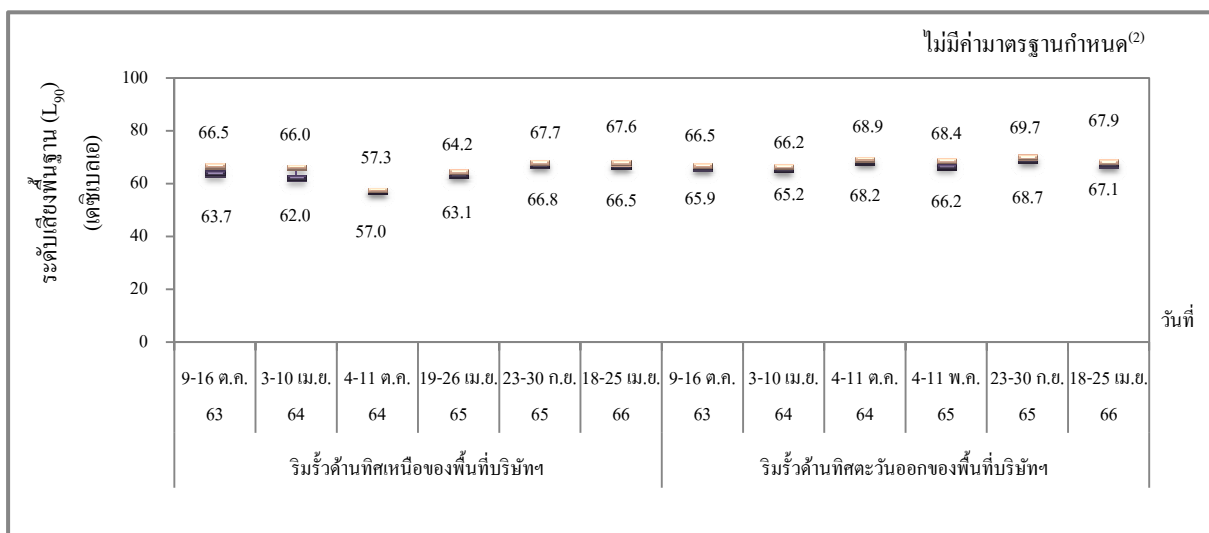 ไม่มีค่ามาตรฐานกำหนด(2)
ระดับเสียงพื้นฐาน (L90)
(เดซิเบลเอ)
100
80
60
40
20
0
66.5 66.0 57.3 64.2 67.7 67.6 66.5 66.2 68.9 68.4 69.7 67.9
63.7 62.0 57.0 63.1 66.8 66.5 65.9 65.2 68.2 66.2 68.7 67.1
วันที่
9-16 ต.ค. 3-10 เม.ย. 4-11 ต.ค. 19-26 เม.ย. 23-30 ก.ย. 18-25 เม.ย. 9-16 ต.ค. 3-10 เม.ย. 4-11 ต.ค. 4-11 พ.ค. 23-30 ก.ย. 18-25 เม.ย.
63 64 64 65 65 66 63 64 64 65 65 66
ริมรั้วด้านทิศเหนือของพื้นที่บริษัทฯ ริมรั้วด้านทิศตะวันออกของพื้นที่บริษัทฯ